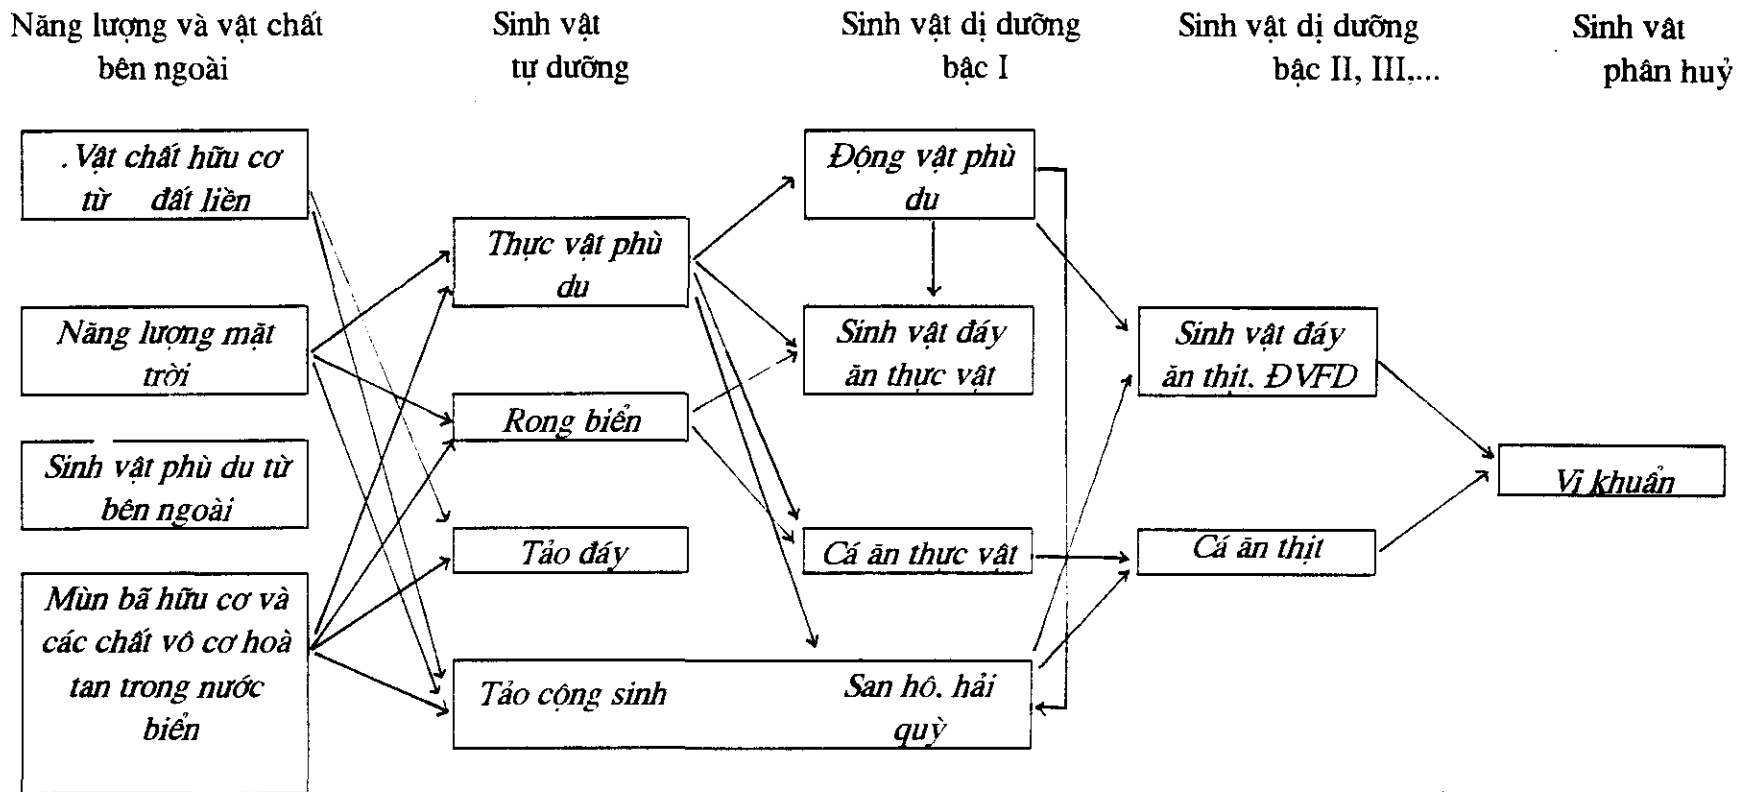 Năng lượng và vật chất
bên ngoài
Sinh vật
tự dưỡng
Sinh vật dị dưỡng
bậc I
Sinh vật dị dưỡng
bậc II, III,...
Sinh vât
phân huỷ
. Vật chất hữu cơ
từ đất liền
Năng lượng mặt
trời
Sinh vật phù du từ
bên ngoài
Mùn bã hữu cơ và
các chất vô cơ hoà
tan trong nước
biển
Thực vật phù
du
Rong biển
Tảo đáy
Tảo cộng sinh
Động vật phù
du
Sinh vật đáy
ăn thực vật
Cá ăn thưc vât
San hô. hải
quỳ
Sinh vật đáy
ăn thịt. ĐVFD
Cá ăn thịt
Vi khuẩn